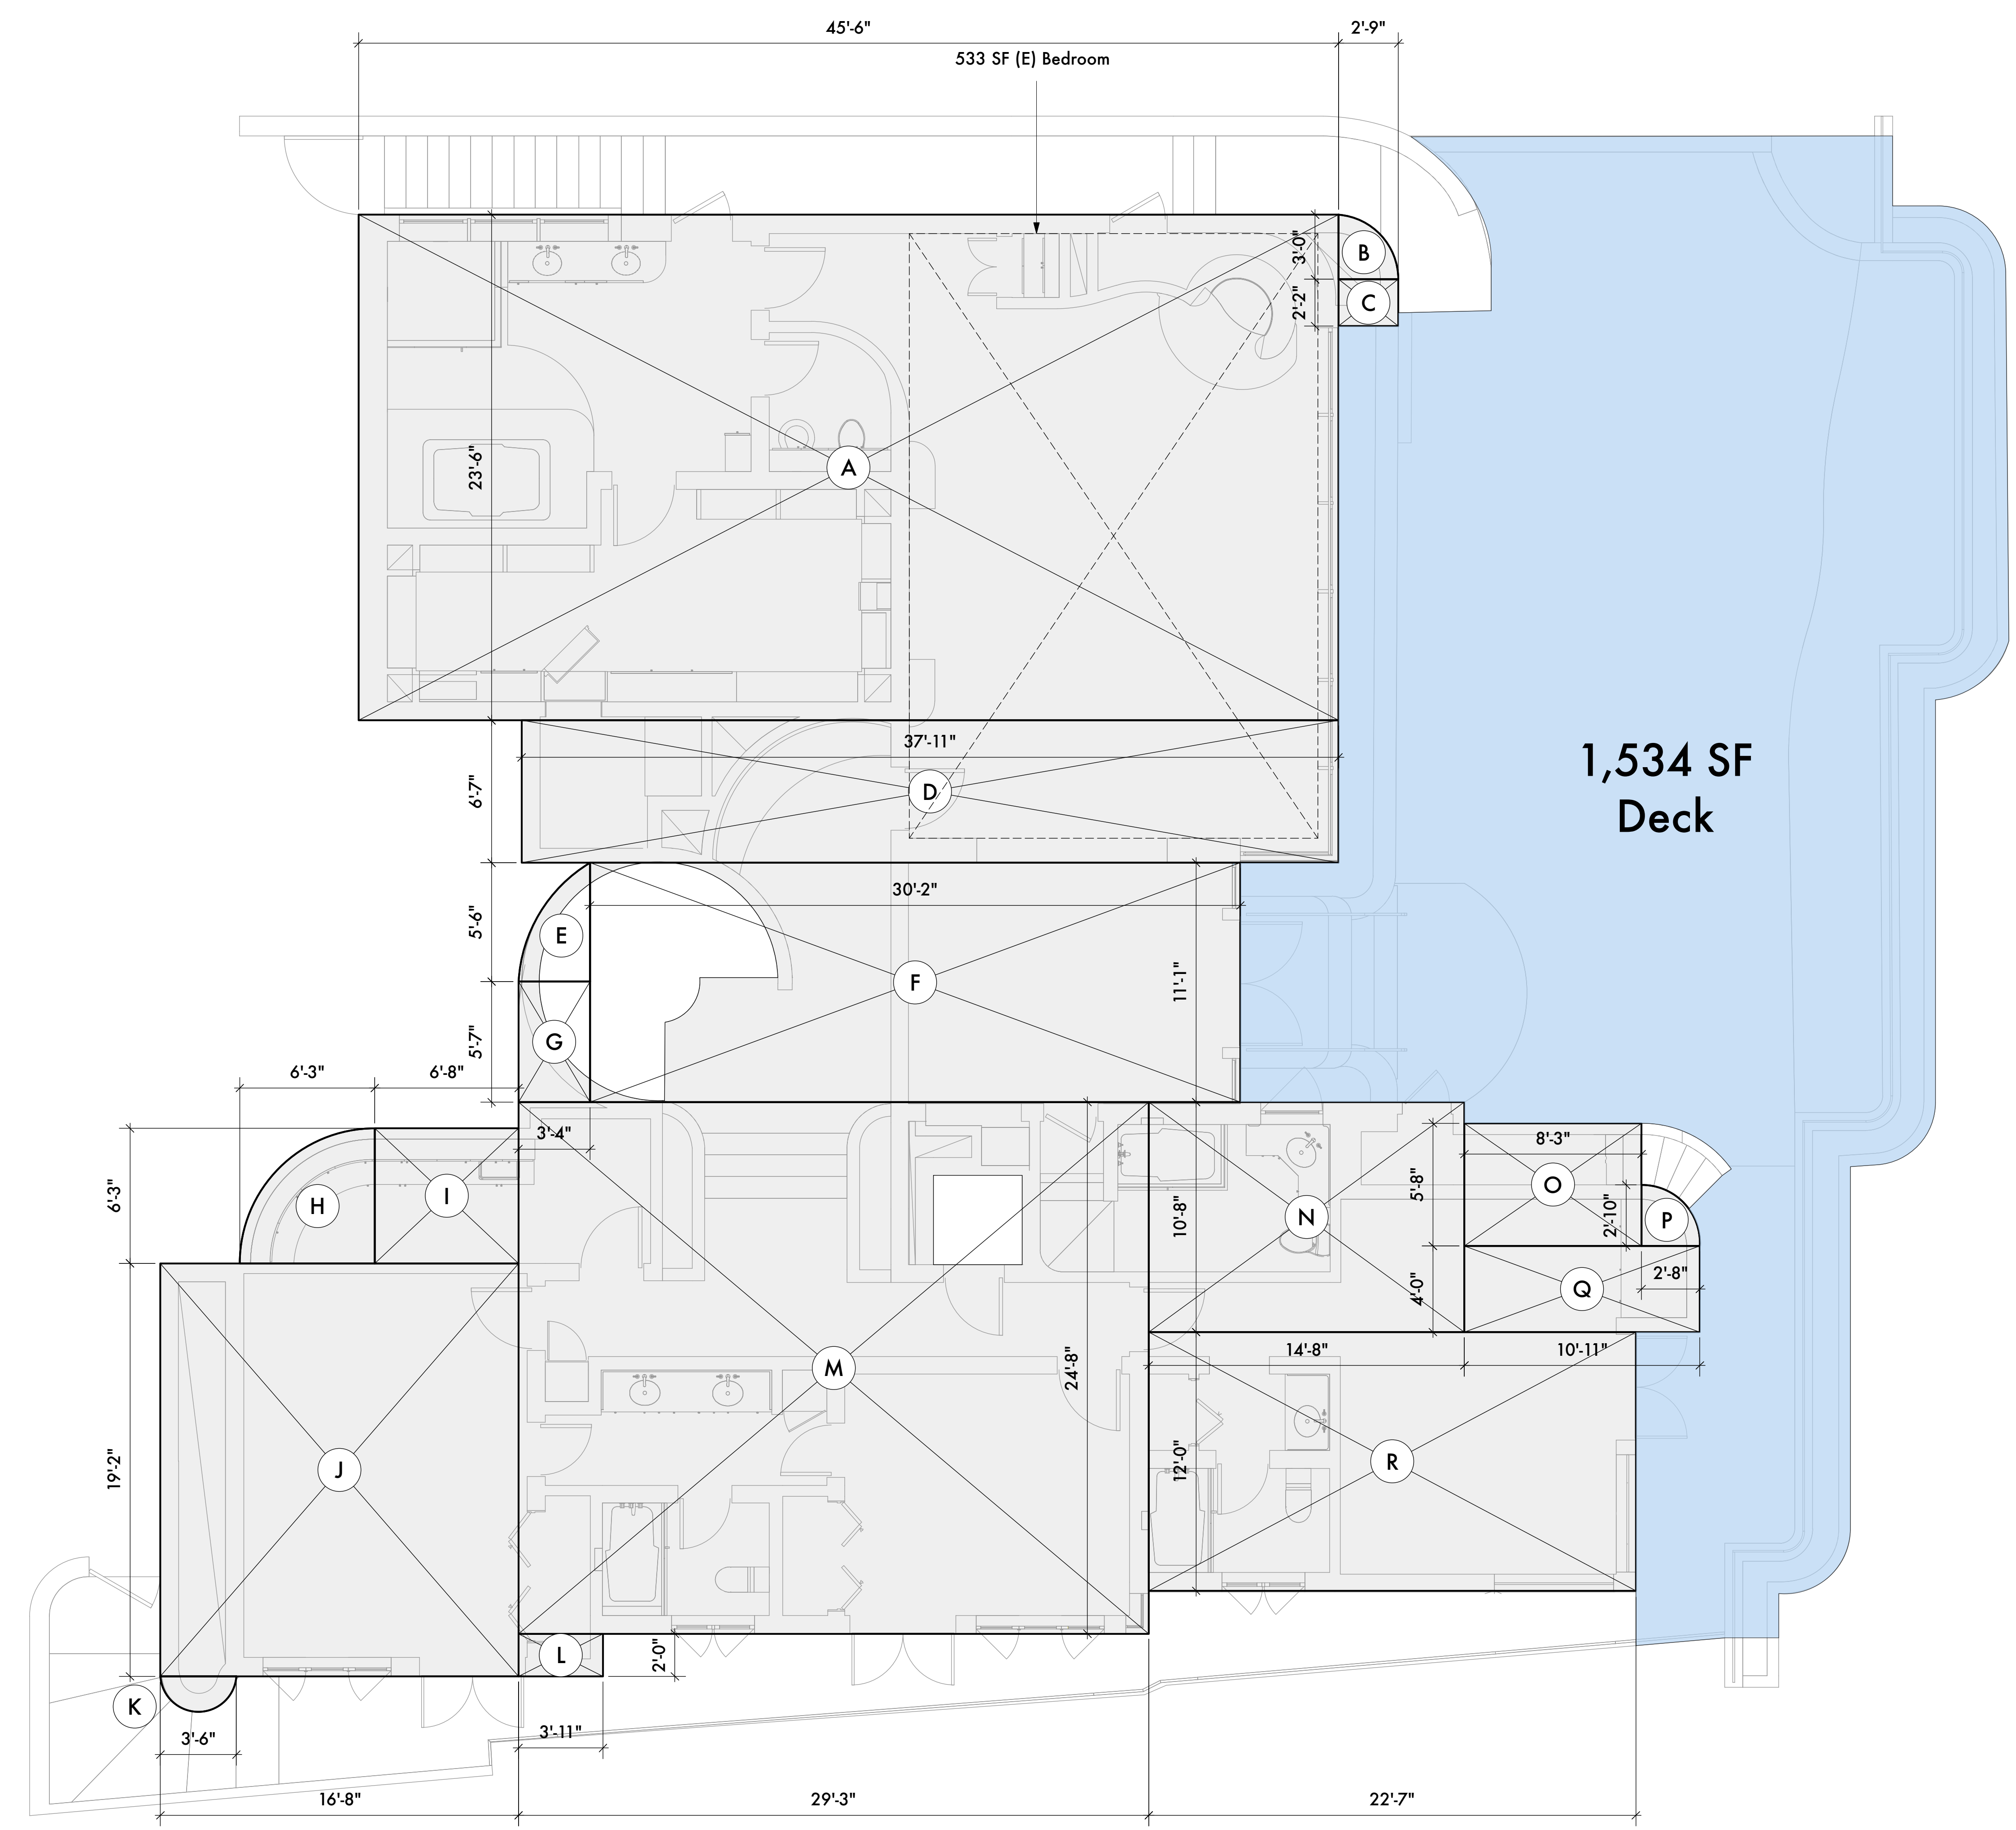 45'-6"
2'-9"
533 SF (E) Bedroom
3'-0"
B
2'-2"
C
23'-6"
A
37'-11"
6'-7"
D
1,534 SF
Deck
30'-2"
5'-6"
E
F
11'-1"
5'-7"
G
6'-3"
6'-8"
3'-4"
8'-3"
6'-3"
H
I
10'-8"
N
5'-8"
O
2'-10"
P
2'-8"
4'-0"
Q
14'-8"
10'-11"
24'-8"
M
19'-2"
J
12'-0"
R
L
2'-0"
K
3'-6"
3'-11"
16'-8"
29'-3"
22'-7"